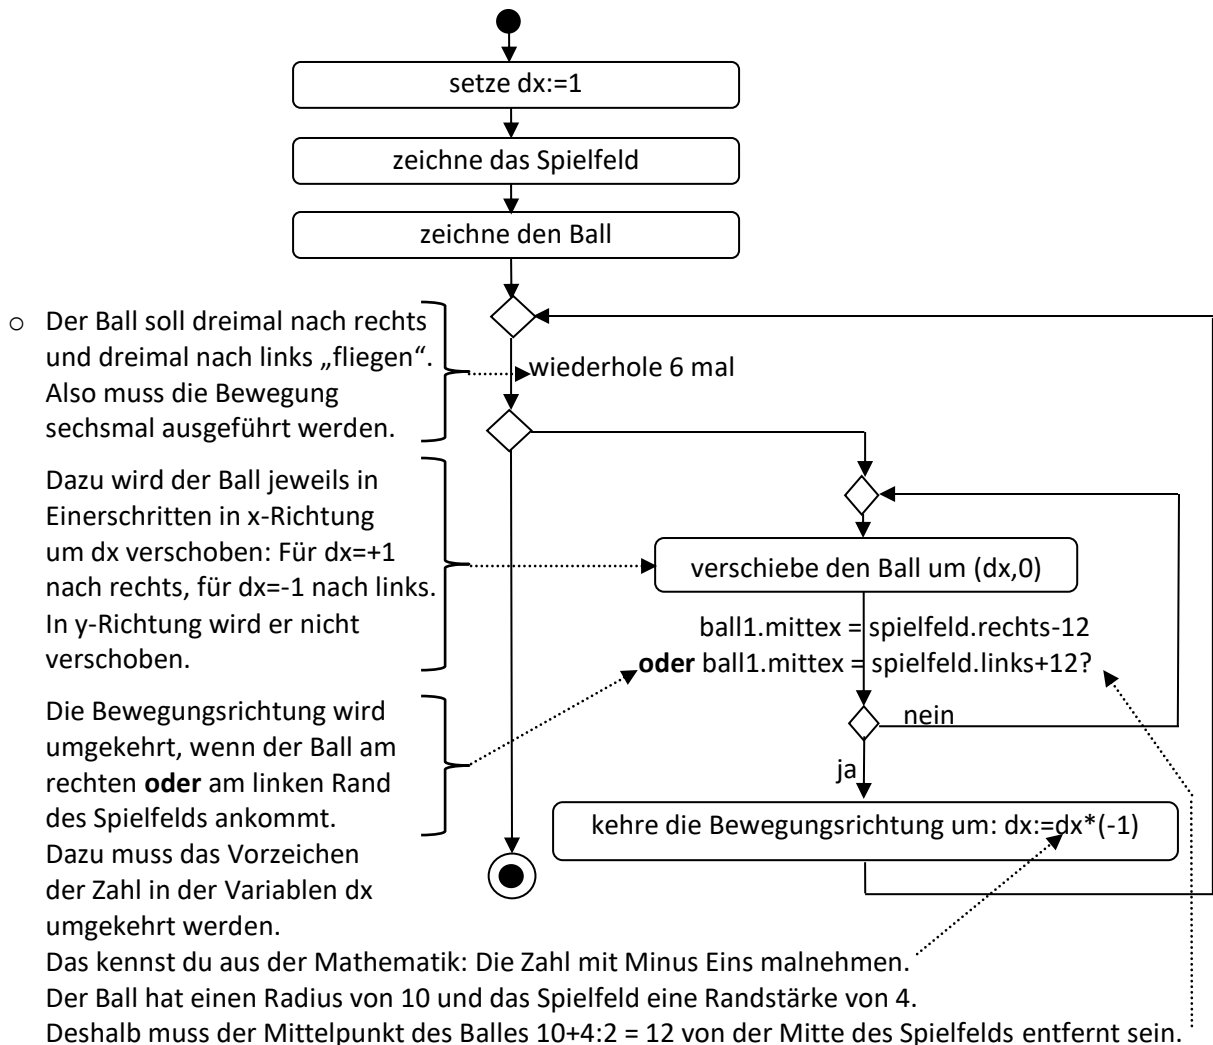 setze dx:=1
zeichne das Spielfeld
zeichne den Ball
o Der Ball soll dreimal nach rechts
und dreimal nach links „fliegen“.
Also muss die Bewegung
sechsmal ausgeführt werden.
wiederhole 6 mal
Dazu wird der Ball jeweils in
Einerschritten in x-Richtung
um dx verschoben: Für dx=+1
nach rechts, für dx=-1 nach links.
In y-Richtung wird er nicht
verschoben.
verschiebe den Ball um (dx,0)
ball1.mittex = spielfeld.rechts-12
oder ball1.mittex = spielfeld.links+12?
nein
ja
Die Bewegungsrichtung wird
umgekehrt, wenn der Ball am
rechten oder am linken Rand
des Spielfelds ankommt.
Dazu muss das Vorzeichen
der Zahl in der Variablen dx
umgekehrt werden.
kehre die Bewegungsrichtung um: dx:=dx*(-1)
Das kennst du aus der Mathematik: Die Zahl mit Minus Eins malnehmen.
Der Ball hat einen Radius von 10 und das Spielfeld eine Randstärke von 4.
Deshalb muss der Mittelpunkt des Balles 10+4:2 = 12 von der Mitte des Spielfelds entfernt sein.